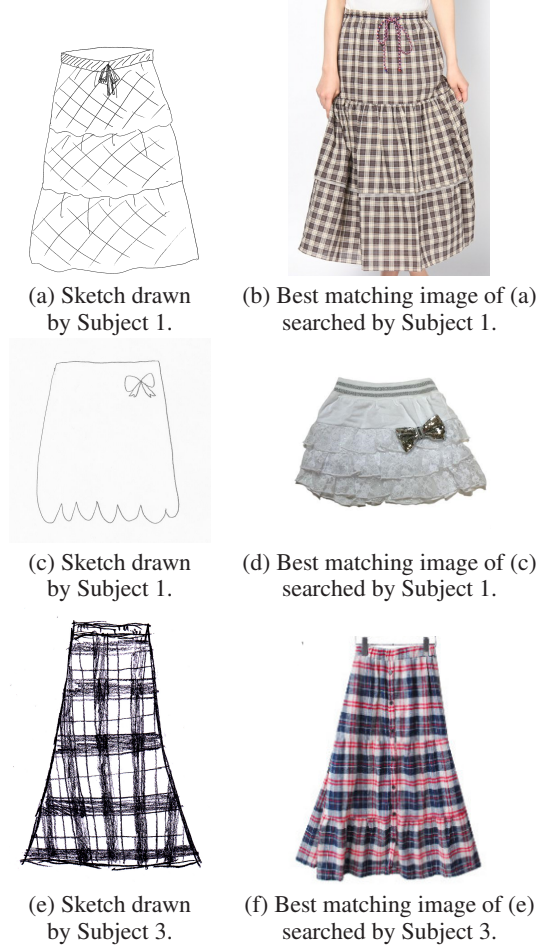 (a) Sketch drawn
by Subject 1.
(b) Best matching image of (a)
searched by Subject 1.
(c) Sketch drawn
by Subject 1.
(d) Best matching image of (c)
searched by Subject 1.
(e) Sketch drawn
by Subject 3.
(f) Best matching image of (e)
searched by Subject 3.